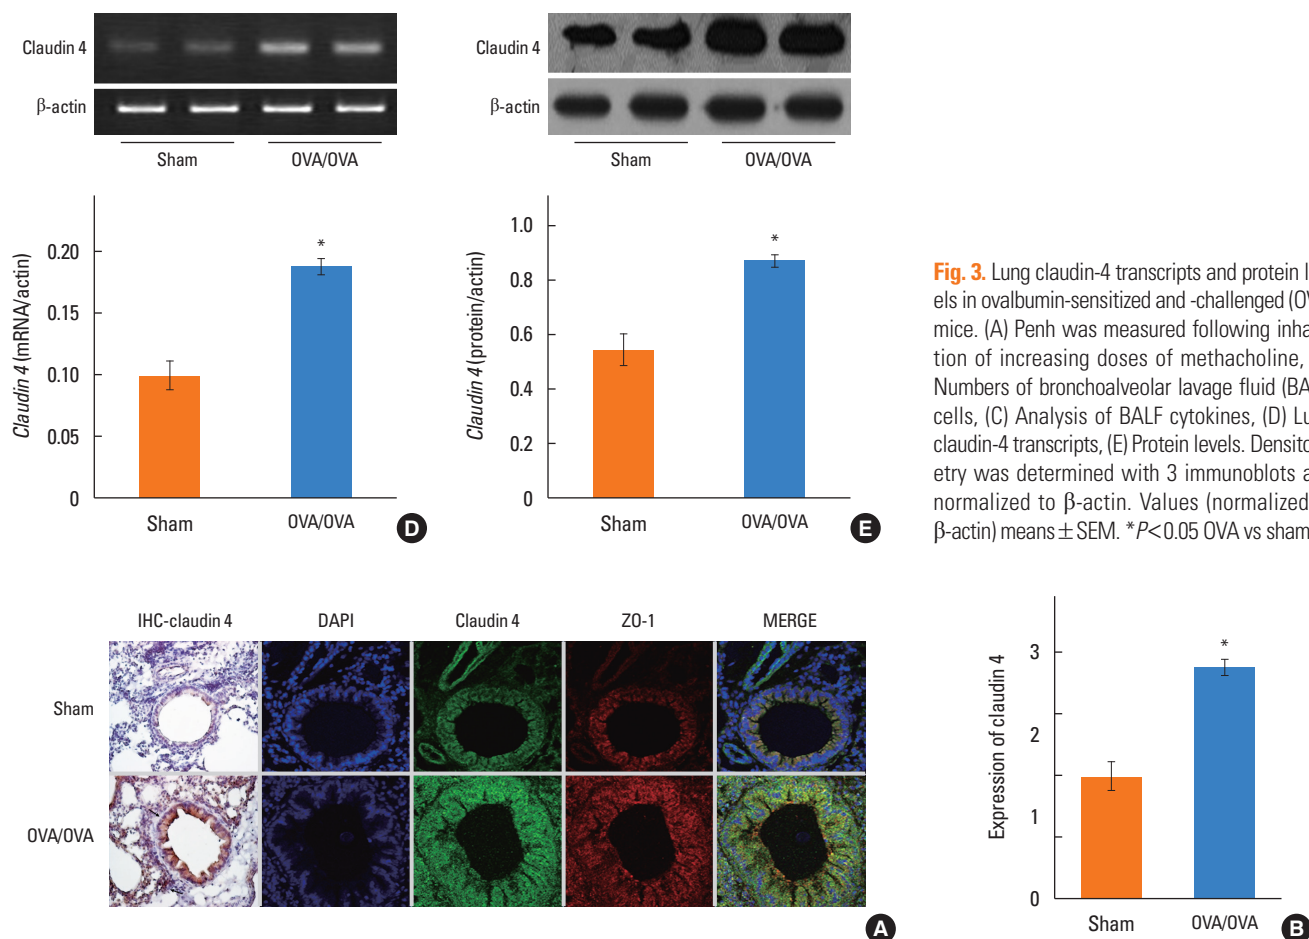 Claudin 4
β-actin
Sham OVA/OVA
0.20
0.15
0.10
0.05
0
Claudin 4 (mRNA/actin)
*
Sham OVA/OVA
D
Claudin 4
β-actin
Sham OVA/OVA
1.0
0.8
0.6
0.4
0.2
0
Claudin 4 (protein/actin)
*
Sham OVA/OVA
E
Fig. 3. Lung claudin-4 transcripts and protein
els in ovalbumin-sensitized and -challenged
mice. (A) Penh was measured following
tion of increasing doses of methacholine,
Numbers of bronchoalveolar lavage fluid
cells, (C) Analysis of BALF cytokines, (D)
claudin-4 transcripts, (E) Protein levels.
etry was determined with 3 immunoblots
normalized to β-actin. Values (normalized
β-actin) means ± SEM. *P<0.05 OVA vs sham
IHC-claudin 4 DAPI Claudin 4 ZO-1 MERGE
Sham
OVA/OVA
A
3
2
1
0
Expression of claudin 4
*
Sham OVA/OVA
B